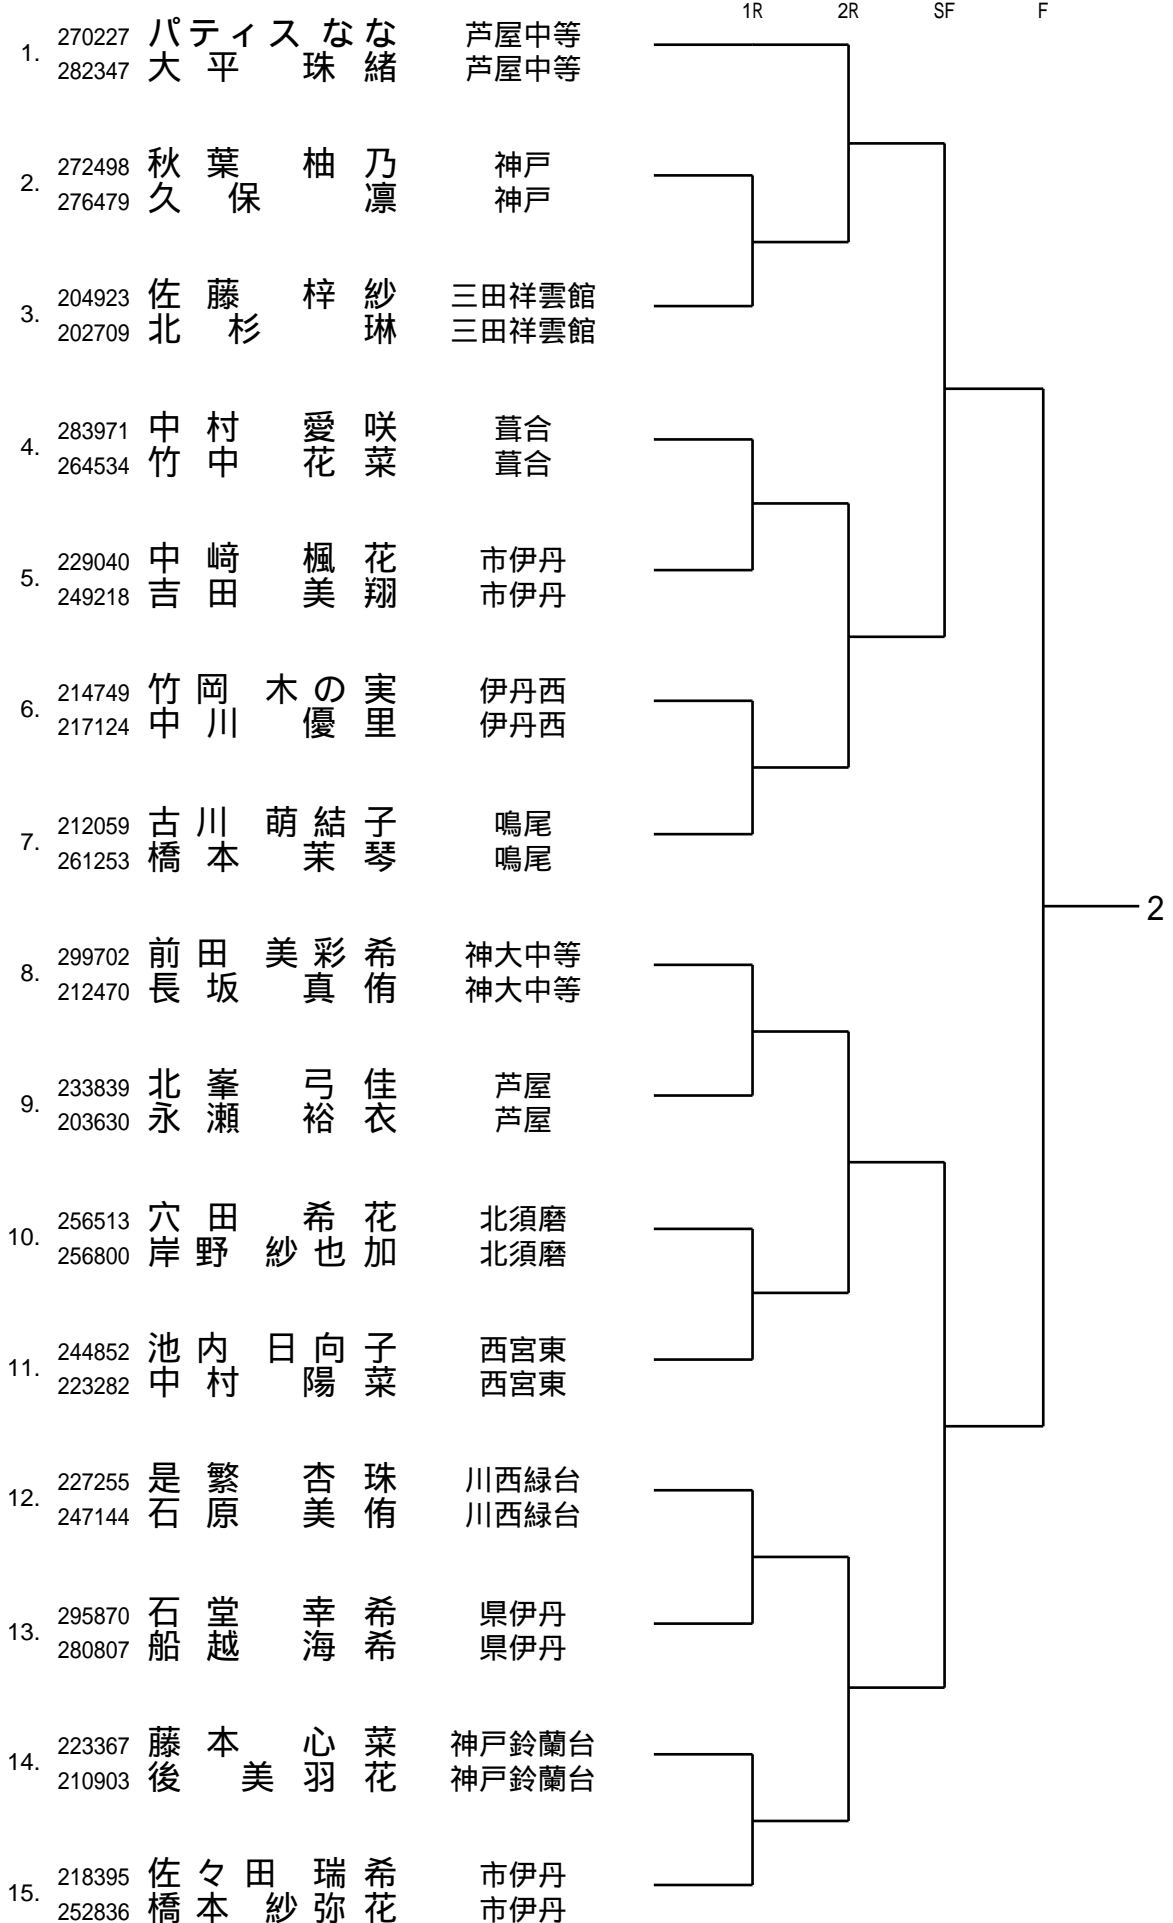 1R 2R SF F
1. 270227 パティス なな 芦屋中等
282347 大平 珠緒 芦屋中等
2. 272498 秋葉 柚乃 神戸
276479 久保 凛 神戸
3. 204923 佐藤 梓紗 三田祥雲館
202709 北杉 琳 三田祥雲館
4. 283971 中村 愛咲 葺合
264534 竹中 花菜 葺合
5. 229040 中﨑 楓花 市伊丹
249218 吉田 美翔 市伊丹
6. 214749 竹岡 木の実 伊丹西
217124 中川 優里 伊丹西
7. 212059 古川 萌結子 鳴尾
261253 橋本 茉琴 鳴尾
2
8. 299702 前田 美彩希 神大中等
212470 長坂 真侑 神大中等
9. 233839 北峯 弓佳 芦屋
203630 永瀬 裕衣 芦屋
10. 256513 穴田 希花 北須磨
256800 岸野 紗也加 北須磨
11. 244852 池内 日向子 西宮東
223282 中村 陽菜 西宮東
12. 227255 是繁 杏珠 川西緑台
247144 石原 美侑 川西緑台
13. 295870 石堂 幸希 県伊丹
280807 船越 海希 県伊丹
14. 223367 藤本 心菜 神戸鈴蘭台
210903 後 美羽花 神戸鈴蘭台
15. 218395 佐々田 瑞希 市伊丹
252836 橋本 紗弥花 市伊丹